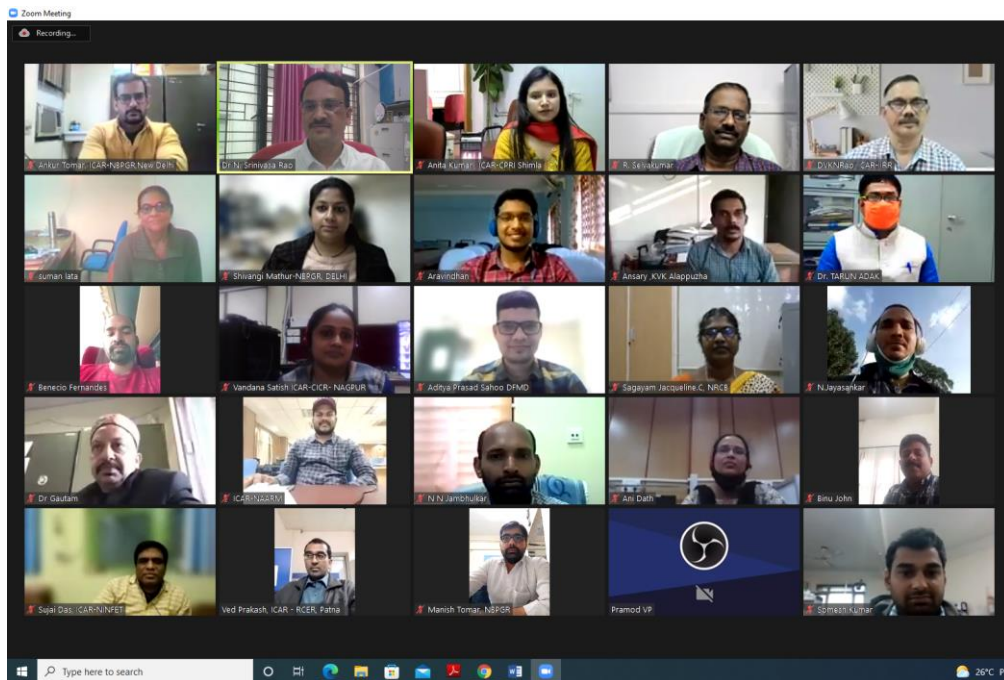 Zoom Meeting
Recording...
Ankur Tomar, ICAR-NBPGR,New Delhi
Dr N. Srinivasa Rao
Anita Kumari, ICAR-CPRI Shimla
R. Selvakumar
DVKNRao
suman lata
Shivangi Mathur-NBPGR, DELHI
Aravindhan
Ansary ,KVK Alappuzha
Dr. TARUN ADAK
Benecio Fernandes
Vandana Satish ICAR-CICR- NAGPUR
Aditya Prasad Sahoo DFMD
Sagayam Jacqueline.C, NRCB
N.Jayasankar
Dr Gautam
ICAR-NAARM
N N Jambhulkar
Ani Dath
Binu John
Sujai Das, ICAR-NINFET
Ved Prakash, ICAR - RCER, Patna
Manish Tomar, NBPGR
Pramod VP
Somesh Kumar
Type here to search
26°C